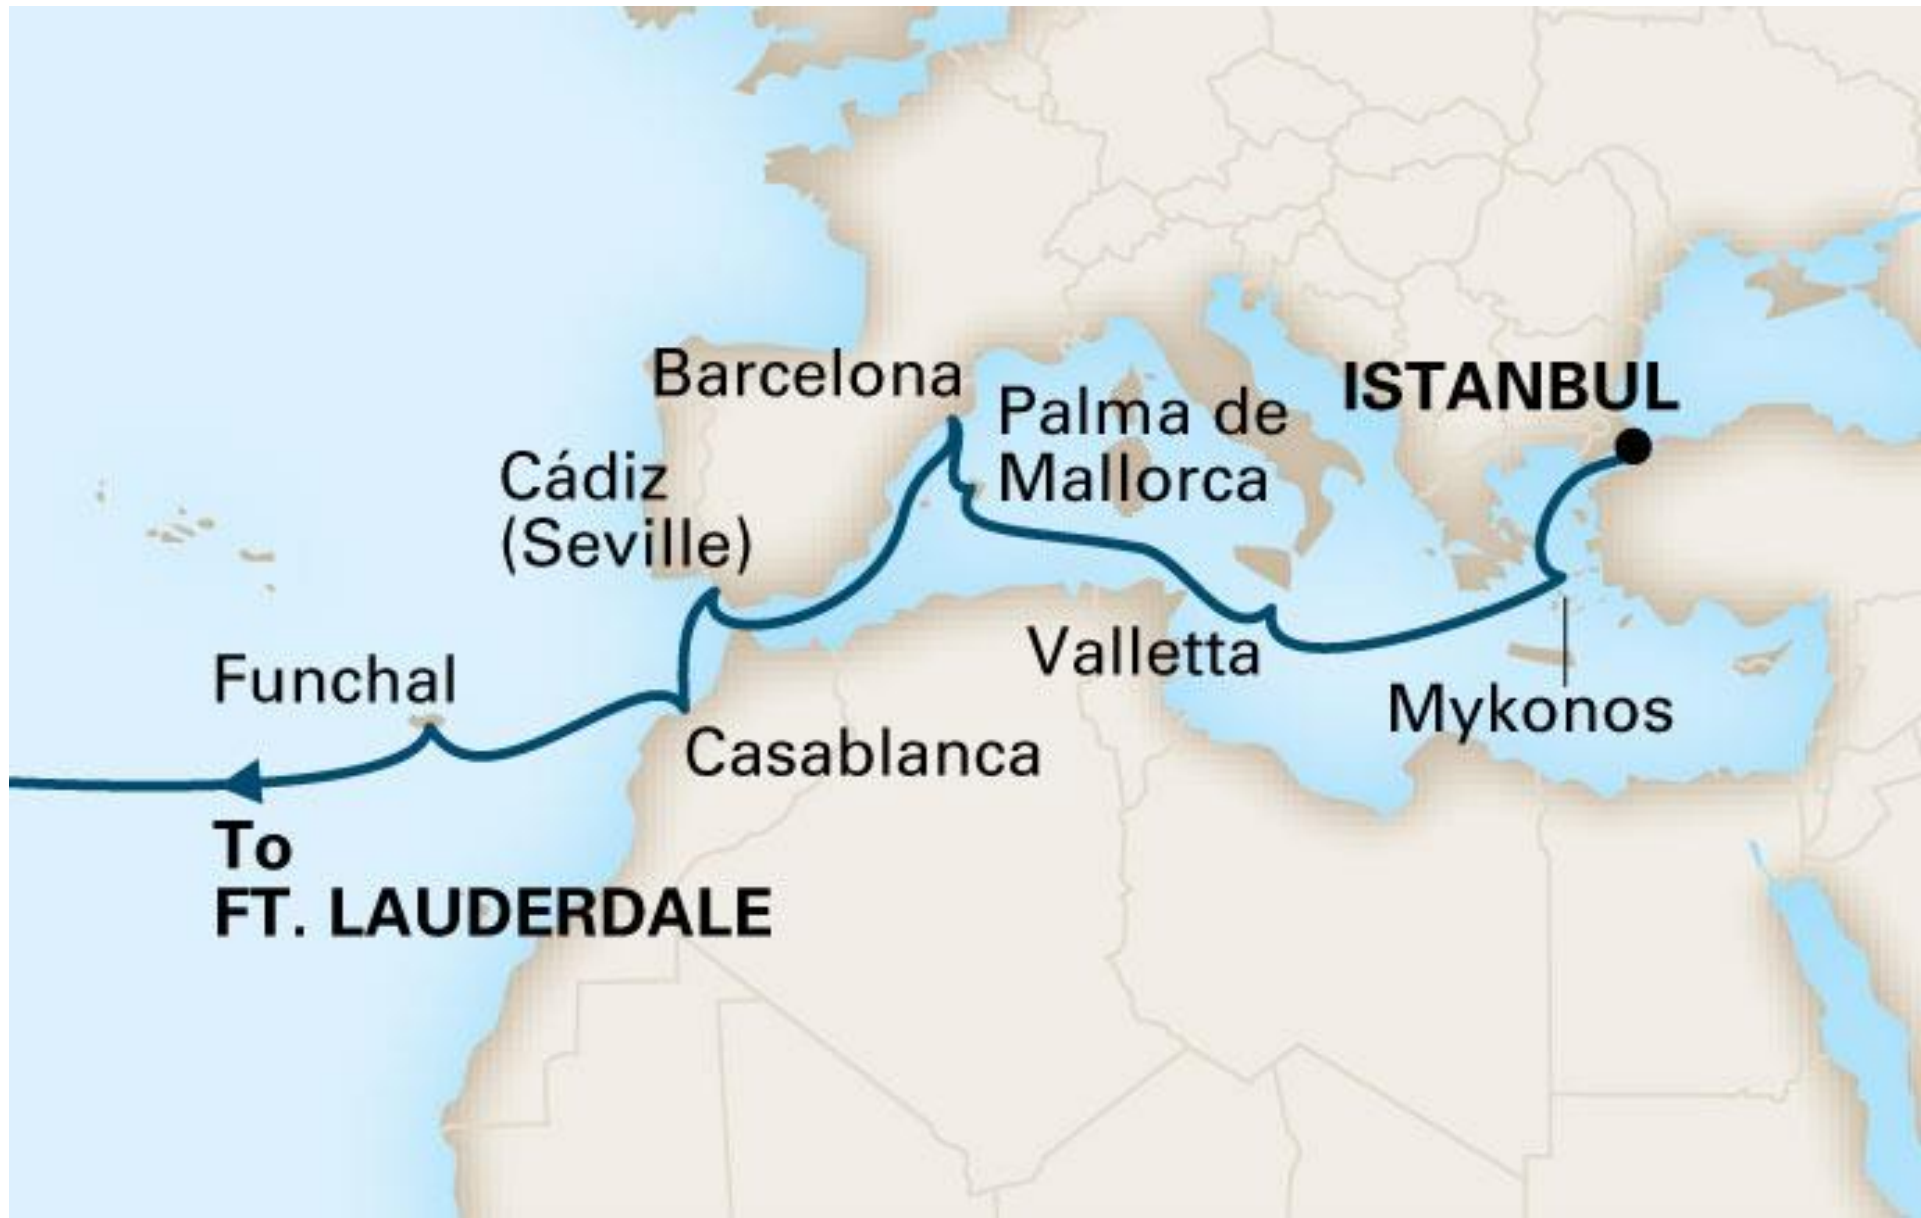 Barcelona
Palma de
Mallorca
ISTANBUL
Cádiz
(Seville)
Funchal
Valletta
Mykonos
Casablanca
To
FT. LAUDERDALE